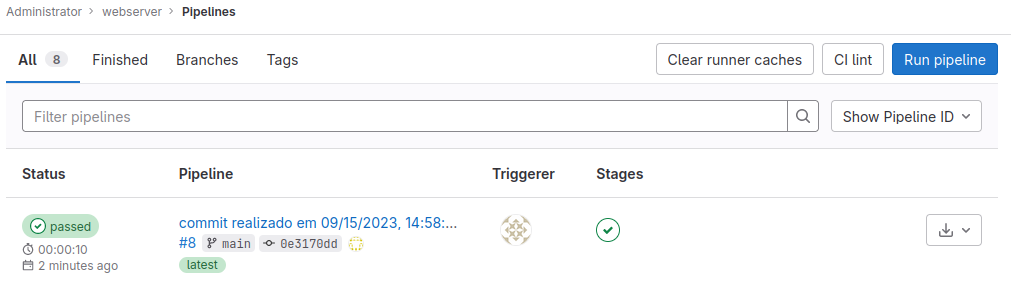 Administrator > webserver > Pipelines
All 8 Finished Branches Tags Clear runner caches CI lint Run pipeline
Filter pipelines Show Pipeline ID
Status Pipeline Triggerer Stages
passed commit realizado em 09/15/2023, 14:58:...
#8 main 0e3170dd
00:00:10
2 minutes ago latest